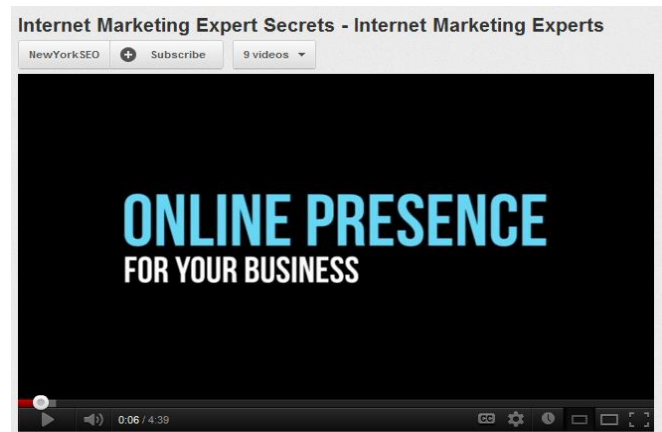 Internet Marketing Expert Secrets - Internet Marketing Experts
NewYorkSEO Subscribe 9 videos
ONLINE PRESENCE
FOR YOUR BUSINESS
0:06 / 4:39 CC